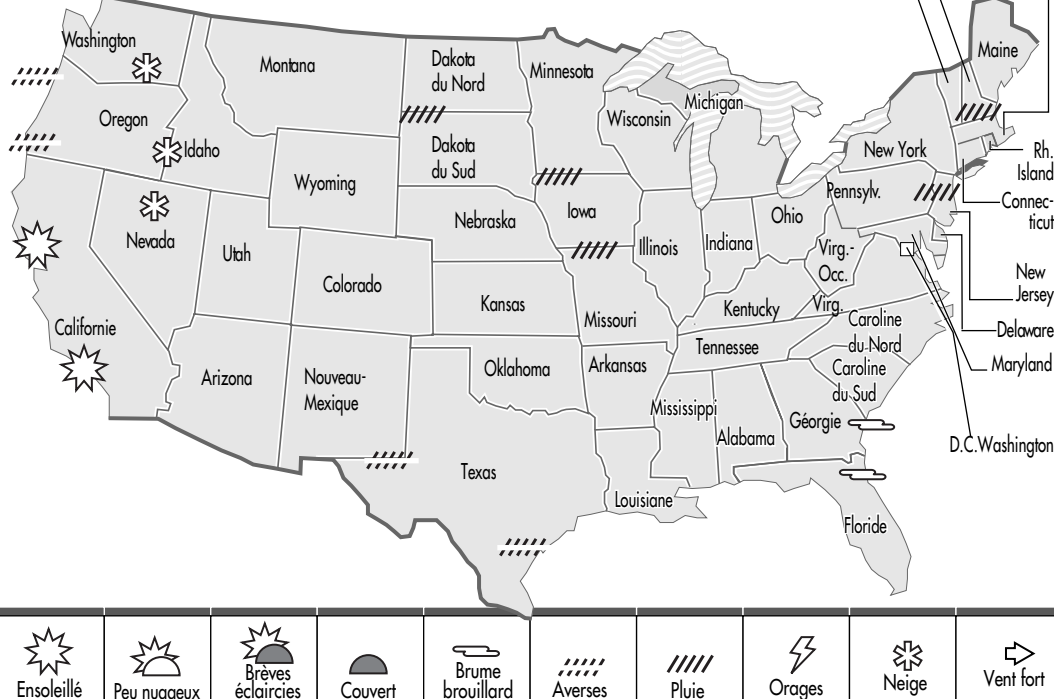 Washington
Montana
Dakota
du Nord
Minnesota
Maine
Oregon
Idaho
Wisconsin
Michigan
Dakota
du Sud
Wyoming
New York
Rh.
Island
Connec-
ticut
Pennsylv.
Nebraska
Iowa
Ohio
Nevada
Utah
Illinois
Indiana
Virg.-
Occ.
New
Jersey
Colorado
Kansas
Missouri
Kentucky
Virg.
Californie
Caroline
du Nord
Delaware
Tennessee
Maryland
Arizona
Nouveau-
Mexique
Oklahoma
Arkansas
Caroline
du Sud
Mississippi
Alabama
Géorgie
D.C.Washington
Texas
Louisiane
Floride
Ensoleillé
Peu nuageux
Brèves
éclaircies
Couvert
Brume
brouillard
Averses
Pluie
Orages
Neige
Vent fort